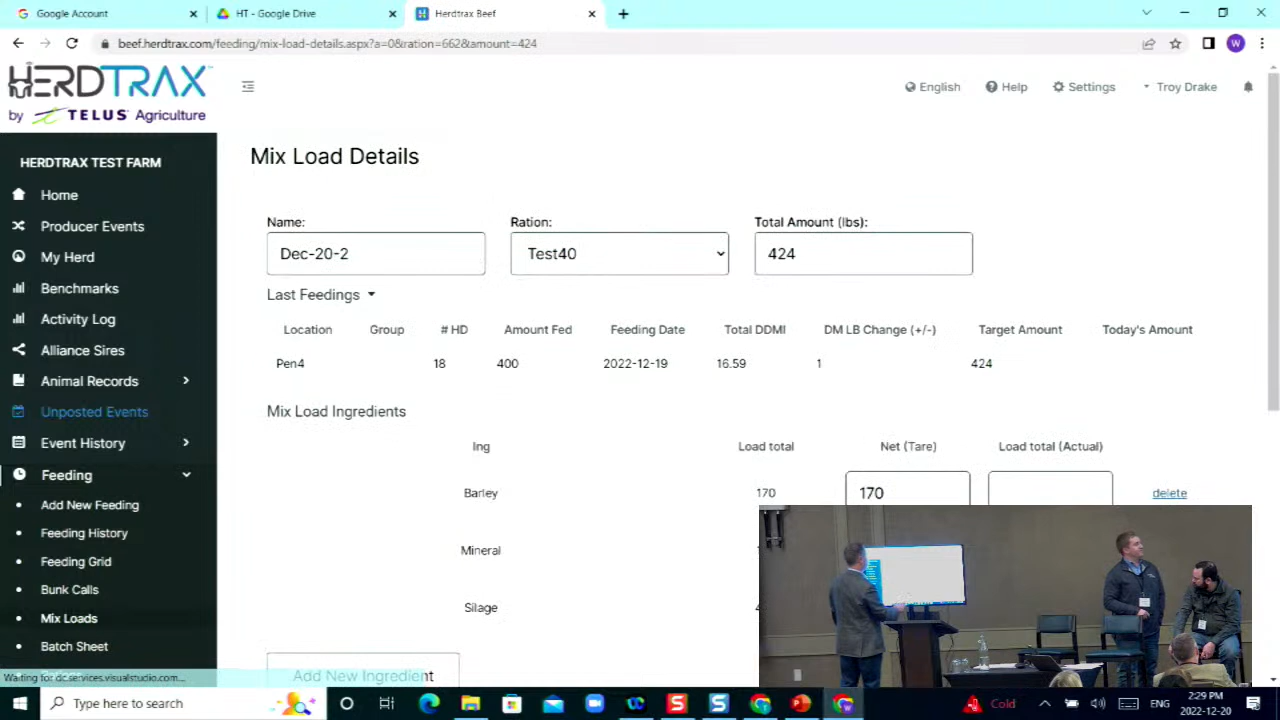 Google Account
HT - Google Drive
Herdtrax Beef
beef.herdtrax.com/feeding/mix-load-details.aspx?a=0&ration=662&amount=424
W
HERDTRAX
by TELUS Agriculture
English
Help
Settings
Troy Drake
HERDTRAX TEST FARM
Home
Producer Events
My Herd
Benchmarks
Activity Log
Alliance Sires
Animal Records
Unposted Events
Event History
Feeding
Add New Feeding
Feeding History
Feeding Grid
Bunk Calls
Mix Loads
Batch Sheet
Mix Load Details
Name: Ration: Total Amount (lbs):
Dec-20-2 Test40 424
Last Feedings
Location Group # HD Amount Fed Feeding Date Total DDMI DM LB Change (+/-) Target Amount Today's Amount
Pen4 18 400 2022-12-19 16.59 1 424
Mix Load Ingredients
Ing Load total Net (Tare) Load total (Actual)
Barley 170 170 delete
Mineral
Silage
Add New Ingredient
Waiting for dc.services.visualstudio.com...
Type here to search
Cold
ENG
2:29 PM
2022-12-20